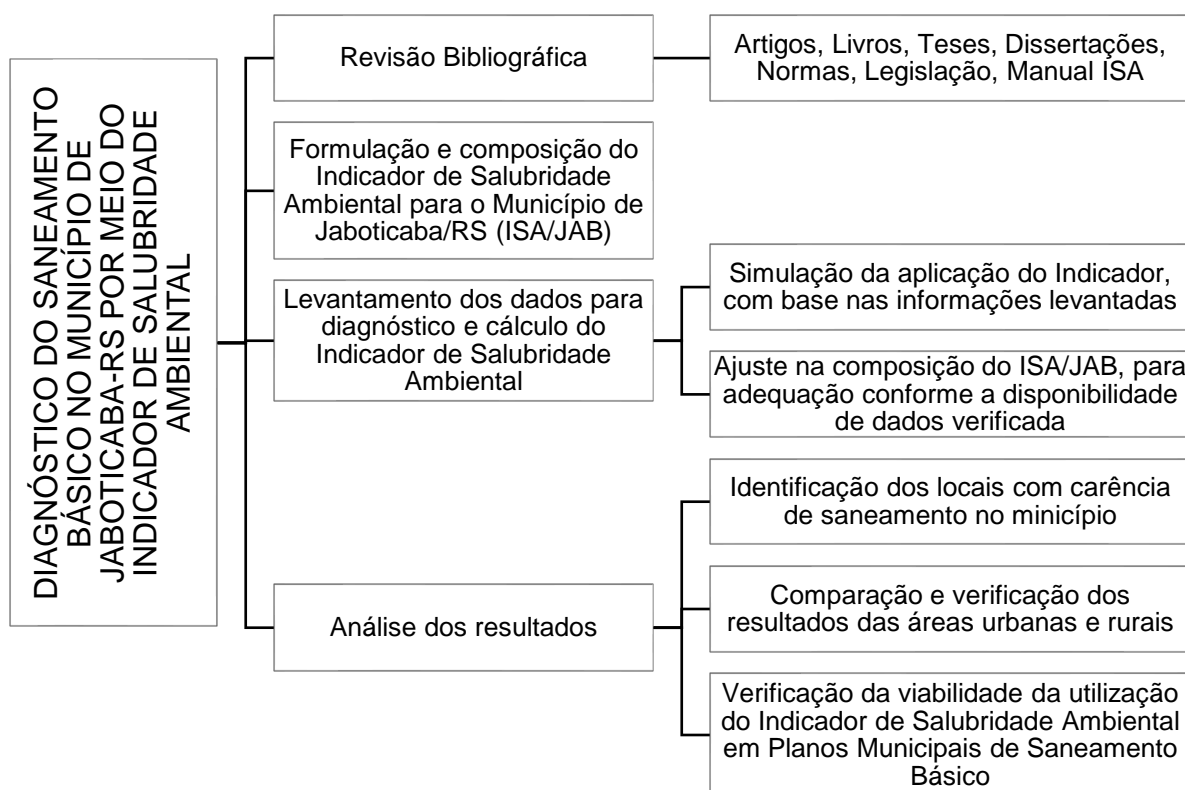 DIAGNÓSTICO DO SANEAMENTO
BÁSICO NO MUNICÍPIO DE
JABOTICABA-RS POR MEIO DO
INDICADOR DE SALUBRIDADE
AMBIENTAL
Revisão Bibliográfica
Artigos, Livros, Teses, Dissertações,
Normas, Legislação, Manual ISA
Formulação e composição do
Indicador de Salubridade
Ambiental para o Município de
Jaboticaba/RS (ISA/JAB)
Levantamento dos dados para
diagnóstico e cálculo do
Indicador de Salubridade
Ambiental
Simulação da aplicação do Indicador,
com base nas informações levantadas
Ajuste na composição do ISA/JAB, para
adequação conforme a disponibilidade
de dados verificada
Análise dos resultados
Identificação dos locais com carência
de saneamento no minicípio
Comparação e verificação dos
resultados das áreas urbanas e rurais
Verificação da viabilidade da utilização
do Indicador de Salubridade Ambiental
em Planos Municipais de Saneamento
Básico